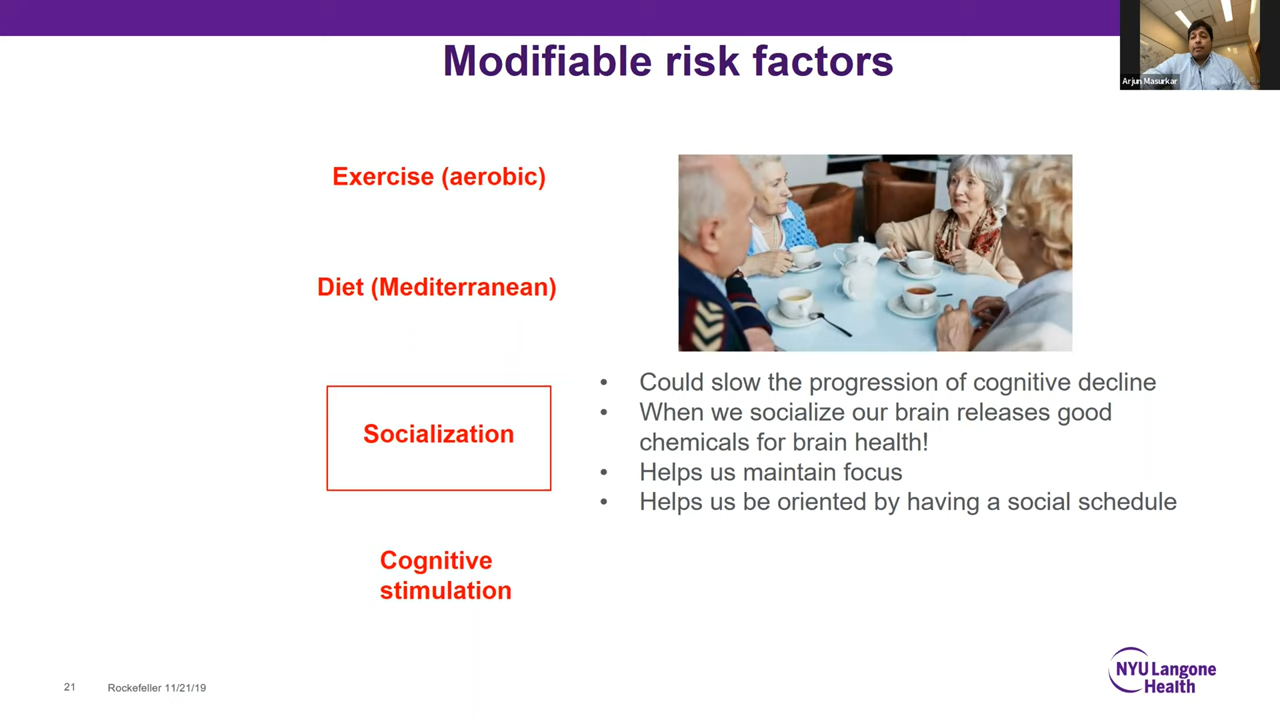 Modifiable risk factors
Arjun Masurkar
Exercise (aerobic)
Diet (Mediterranean)
Socialization
Cognitive
stimulation
• Could slow the progression of cognitive decline
• When we socialize our brain releases good
chemicals for brain health!
• Helps us maintain focus
• Helps us be oriented by having a social schedule
21
Rockefeller 11/21/19
NYU Langone
Health